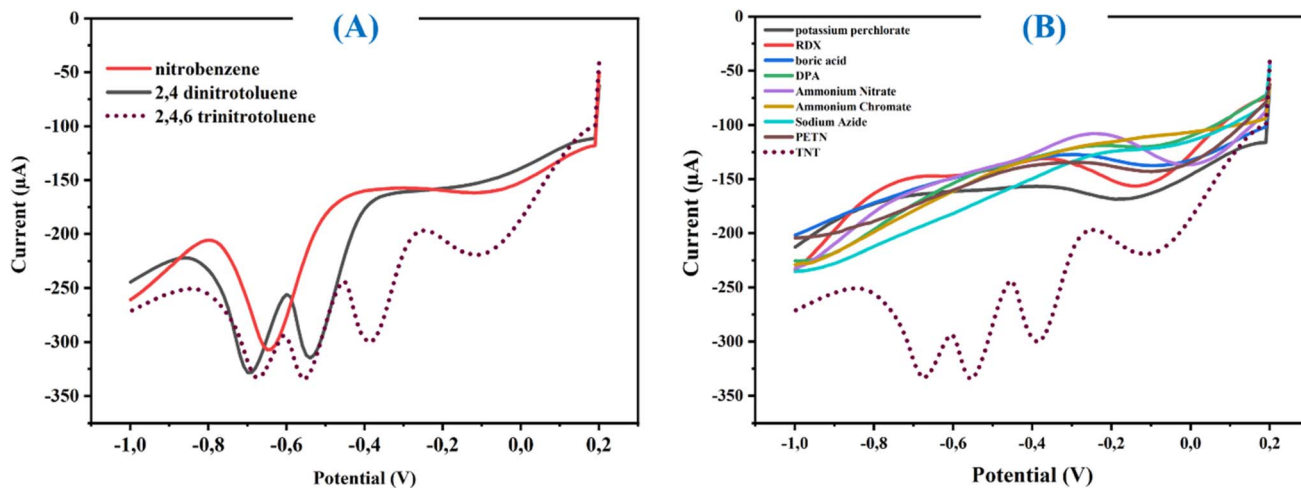 (A)
nitrobenzene
2,4 dinitrotoluene
2,4,6 trinitrotoluene
0
-50
-100
-150
-200
-250
-300
-350
Current (µA)
-1,0 -0,8 -0,6 -0,4 -0,2 0,0 0,2
Potential (V)
(B)
potassium perchlorate
RDX
boric acid
DPA
Ammonium Nitrate
Ammonium Chromate
Sodium Azide
PETN
TNT
0
-50
-100
-150
-200
-250
-300
-350
Current (µA)
-1,0 -0,8 -0,6 -0,4 -0,2 0,0 0,2
Potential (V)